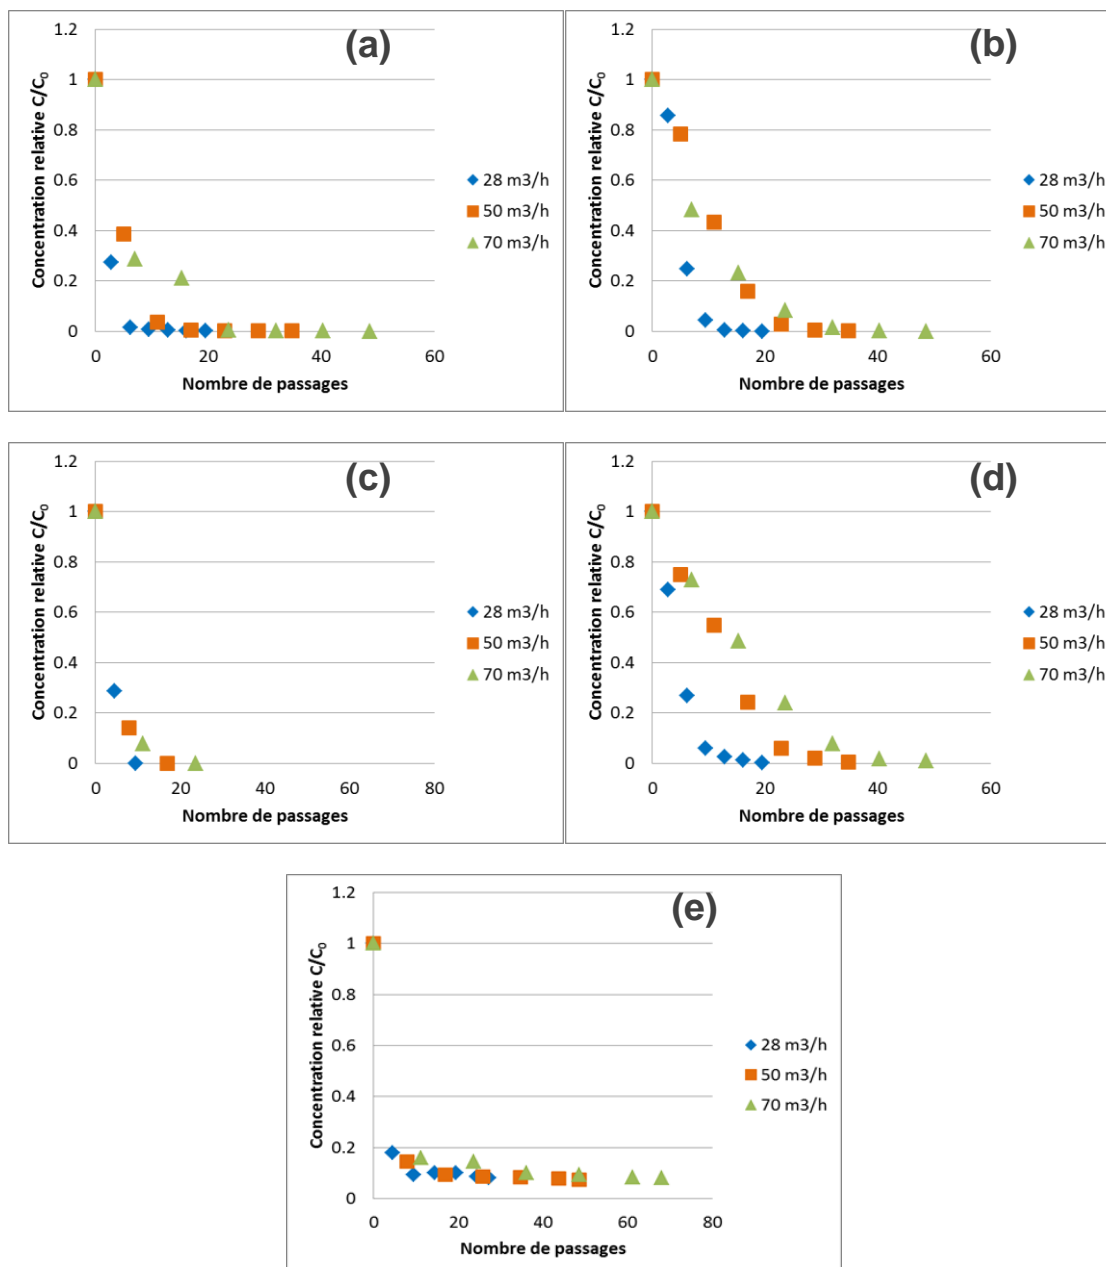 (a)
Concentration relative C/C0
1.2
1
0.8
0.6
0.4
0.2
0
0 20 40 60
Nombre de passages
28 m3/h
50 m3/h
70 m3/h
(b)
Concentration relative C/C0
1.2
1
0.8
0.6
0.4
0.2
0
0 20 40 60
Nombre de passages
28 m3/h
50 m3/h
70 m3/h
(c)
Concentration relative C/C0
1.2
1
0.8
0.6
0.4
0.2
0
0 20 40 60 80
Nombre de passages
28 m3/h
50 m3/h
70 m3/h
(d)
Concentration relative C/C0
1.2
1
0.8
0.6
0.4
0.2
0
0 20 40 60
Nombre de passages
28 m3/h
50 m3/h
70 m3/h
(e)
Concentration relative C/C0
1.2
1
0.8
0.6
0.4
0.2
0
0 20 40 60 80
Nombre de passages
28 m3/h
50 m3/h
70 m3/h